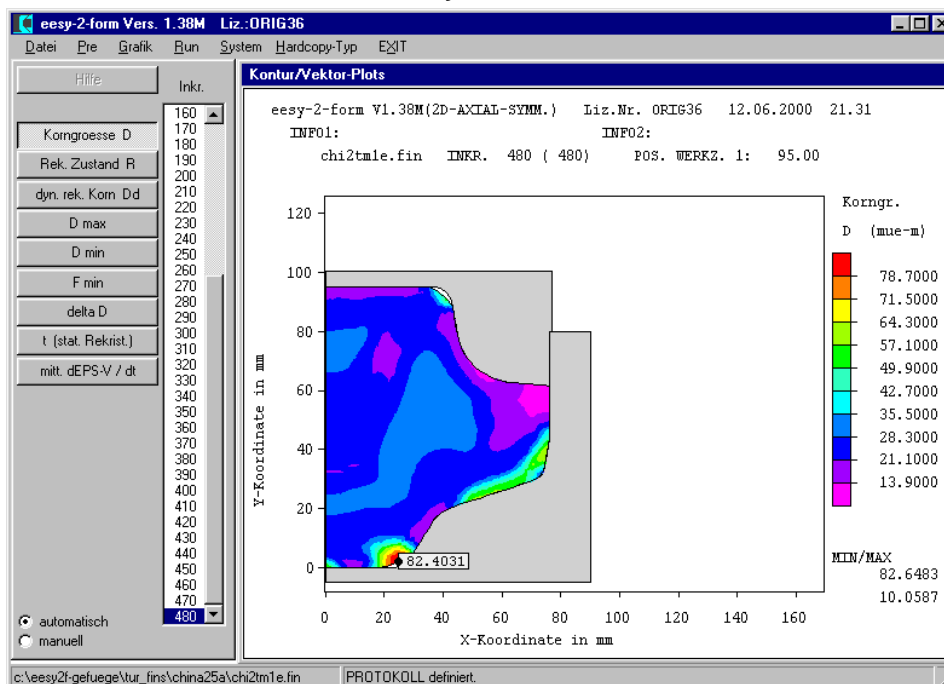 eesy-2-form Vers. 1.38M Liz.:ORIG36
Datei Pre Grafik Run System Hardcopy-Typ EXIT
Hilfe
Inkr.
Korngroesse D
Rek. Zustand R
dyn. rek. Korn Dd
D max
D min
F min
delta D
t (stat. Rekrist.)
mitt. dEPS-V / dt
160
170
180
190
200
210
220
230
240
250
260
270
280
290
300
310
320
330
340
350
360
370
380
390
400
410
420
430
440
450
460
470
480
automatisch
manuell
Kontur/Vektor-Plots
eesy-2-form V1.38M(2D-AXIAL-SYMM.) Liz.Nr. ORIG36 12.06.2000 21.31
INFO1: INFO2:
chi2tm1e.fin INKR. 480 ( 480) POS. WERKZ. 1: 95.00
120
100
80
60
40
20
0
Y-Koordinate in mm
82.4031
0 20 40 60 80 100 120 140 160
X-Koordinate in mm
Korngr.
D (mue-m)
78.7000
71.5000
64.3000
57.1000
49.9000
42.7000
35.5000
28.3000
21.1000
13.9000
MIN/MAX
82.6483
10.0587
c:\eesy2f-gefuege\tur_fins\china25a\chi2tm1e.fin PROTOKOLL definiert.